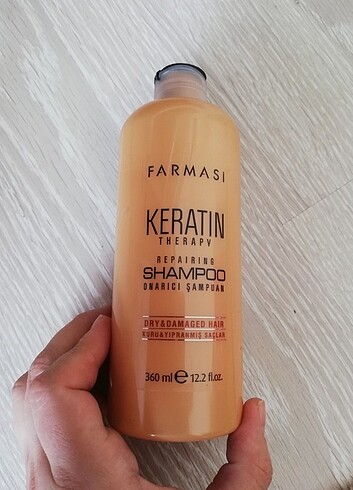 FARMASI
KERATIN
THERAPY
REPAIRING
SHAMPOO
ONARICI ŞAMPUAN
DRY&DAMAGED HAIR
KURU&YIPRANMIŞ SAÇLAR
360 ml ℮ 12.2 fl.oz.